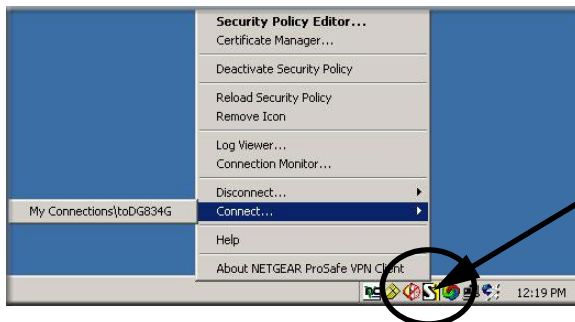 Security Policy Editor...
Certificate Manager...
Deactivate Security Policy
Reload Security Policy
Remove Icon
Log Viewer...
Connection Monitor...
Disconnect...
My Connections\toDG834G
Connect...
Help
About NETGEAR ProSafe VPN Client
12:19 PM